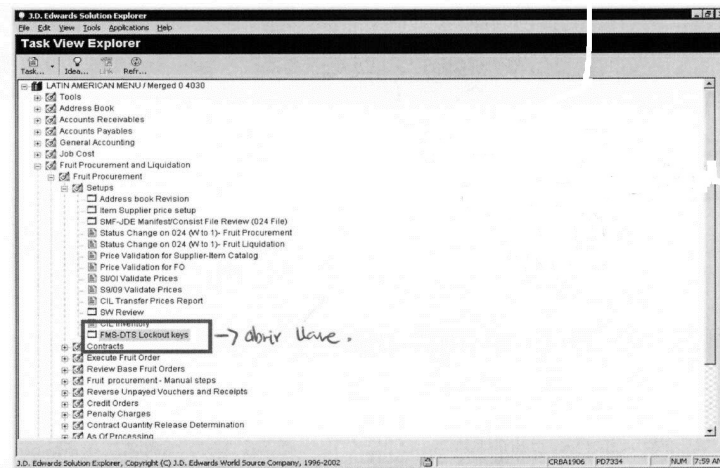 J.D. Edwards Solution Explorer
File Edit View Tools Applications Help
Task View Explorer
Task... Idea... Link Refr...
LATIN AMERICAN MENU / Merged 0 4030
Tools
Address Book
Accounts Receivables
Accounts Payables
General Accounting
Job Cost
Fruit Procurement and Liquidation
Fruit Procurement
Setups
Address book Revision
Item Supplier price setup
SMF-JDE Manifest/Consist File Review (024 File)
Status Change on 024 (W to 1)- Fruit Procurement
Status Change on 024 (W to 1)- Fruit Liquidation
Price Validation for Supplier-Item Catalog
Price Validation for FO
SI/OI Validate Prices
S9/09 Validate Prices
CIL Transfer Prices Report
SW Review
CIL Inventory
FMS-DTS Lockout keys → abrir llave.
Contracts
Execute Fruit Order
Review Base Fruit Orders
Fruit procurement- Manual steps
Reverse Unpayed Vouchers and Receipts
Credit Orders
Penalty Charges
Contract Quantity Release Determination
As Of Processing
J.D. Edwards Solution Explorer, Copyright (C) J.D. Edwards World Source Company, 1996-2002 CRBA1906 PD7334 NUM 7:59 AM